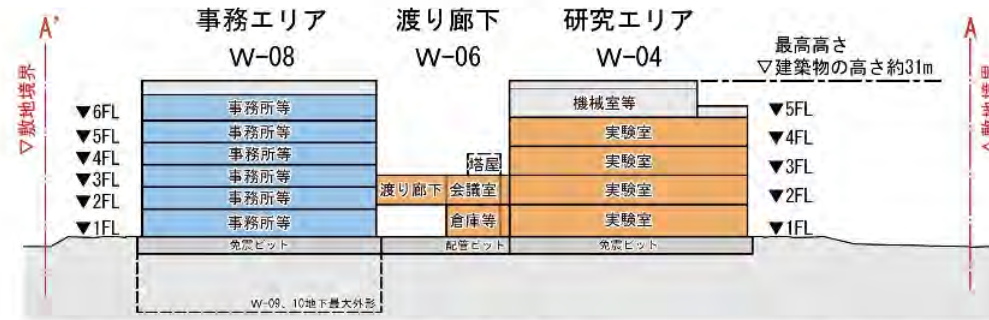 事務エリア 渡り廊下 研究エリア
A' W-08 W-06 W-04 A
最高高さ
▽建築物の高さ約31m
▽敷地境界
機械室等
事務所等
▼6FL
▼5FL
事務所等
実験室
▼5FL
▼4FL
事務所等
▼4FL
事務所等
塔屋
実験室
▼3FL
▼3FL
事務所等
渡り廊下 会議室 実験室
▼2FL
▼2FL
事務所等
倉庫等 実験室
▼1FL
▼1FL
免震ピット 配管ピット 免震ピット
W-09、10地下最大外形